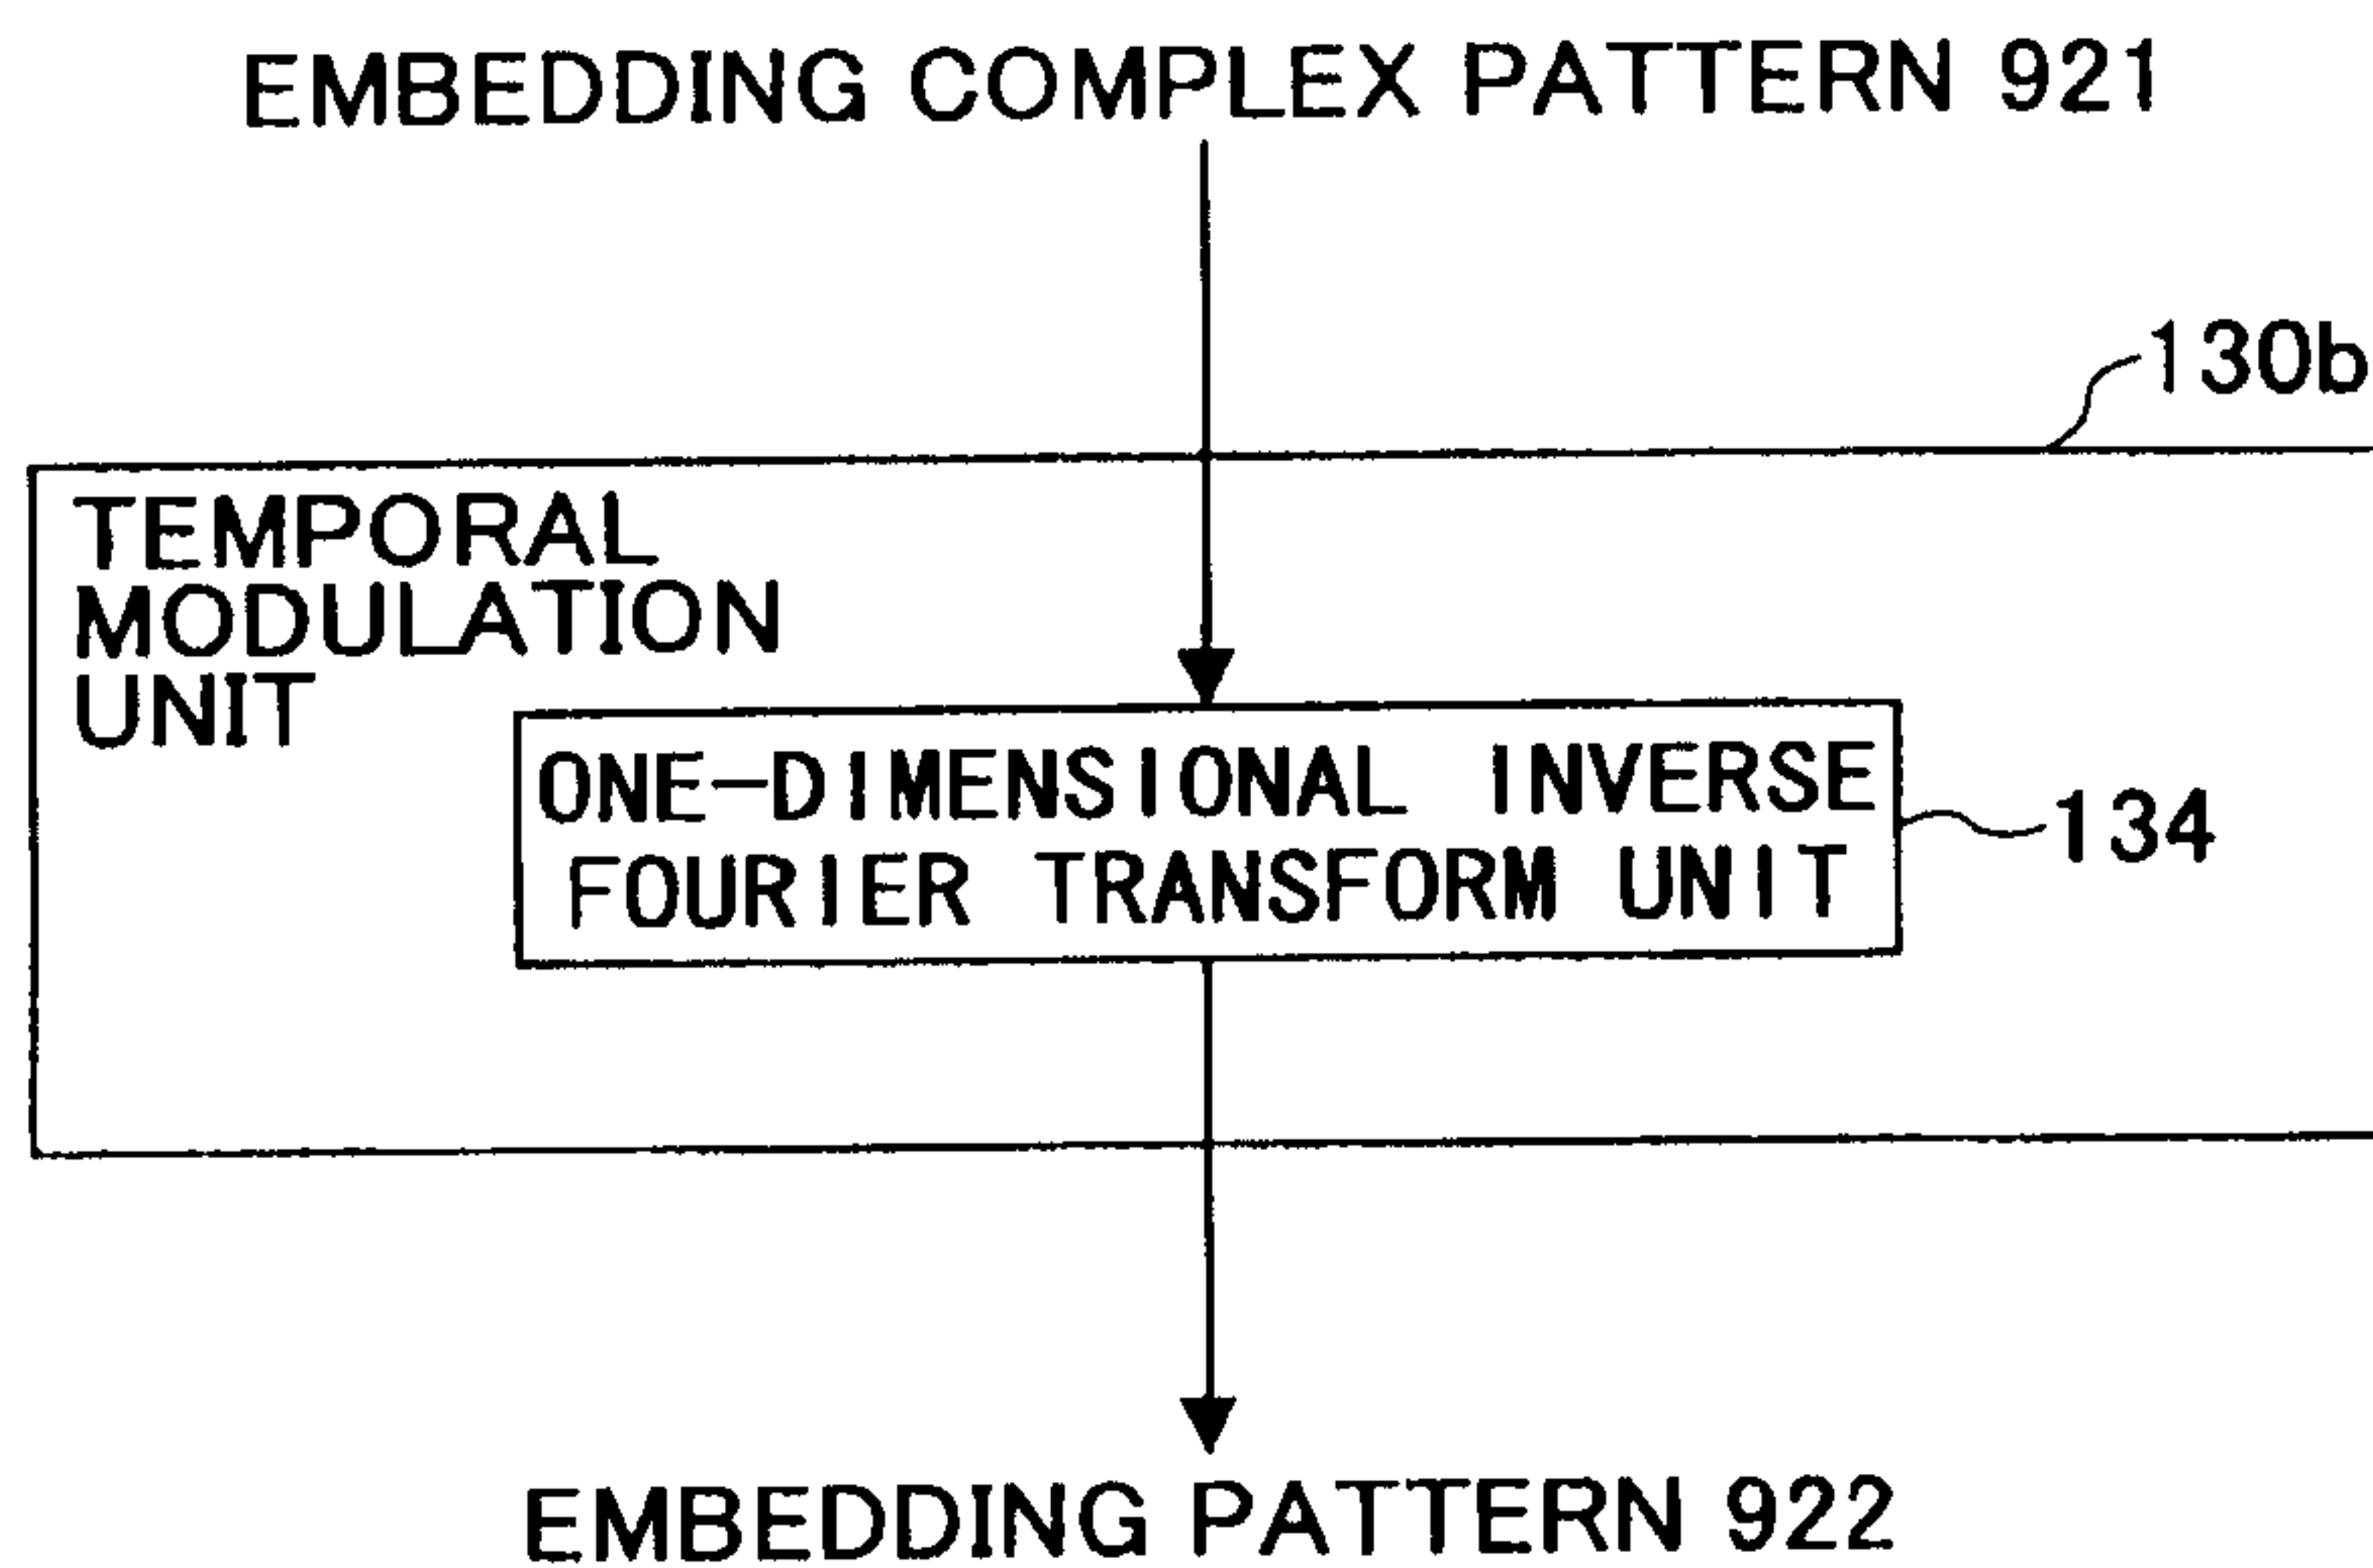 EMBEDDING COMPLEX PATTERN 921
130b
TEMPORAL
MODULATION
UNIT
ONE-DIMENSIONAL INVERSE
FOURIER TRANSFORM UNIT
134
EMBEDDING PATTERN 922